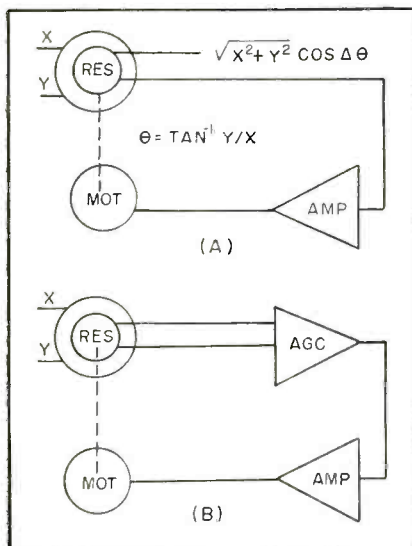 X
√X² + Y² COS Δθ
RES
Y
θ = TAN⁻¹ Y/X
MOT
AMP
(A)
X
RES
AGC
Y
MOT
AMP
(B)